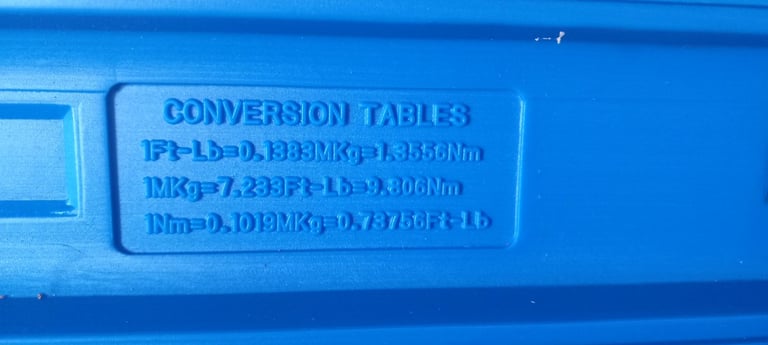 CONVERSION TABLES
1Ft-Lb=0.1383MKg=1.3556Nm
1MKg=7.233Ft-Lb=9.806Nm
1Nm=0.1019MKg=0.73756Ft-Lb